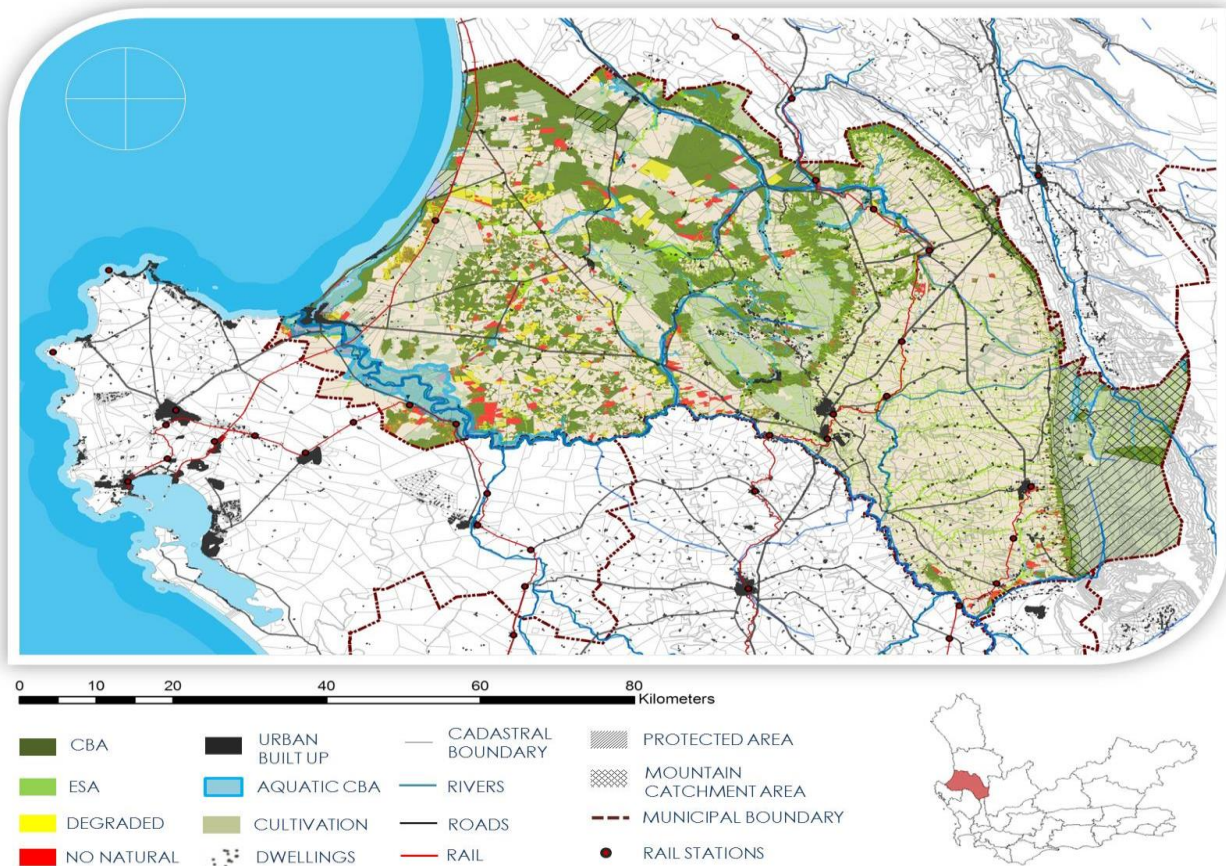 0 10 20 40 60 80
Kilometers
CBA
ESA
DEGRADED
NO NATURAL
URBAN
BUILT UP
AQUATIC CBA
CULTIVATION
DWELLINGS
CADASTRAL
BOUNDARY
RIVERS
ROADS
RAIL
PROTECTED AREA
MOUNTAIN
CATCHMENT AREA
MUNICIPAL BOUNDARY
RAIL STATIONS